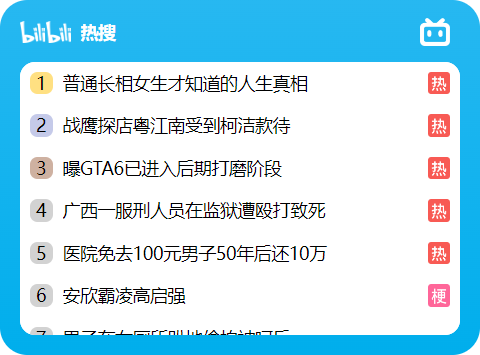 bilibili 热搜
1 普通长相女生才知道的人生真相 热
2 战鹰探店粤江南受到柯洁款待 热
3 曝GTA6已进入后期打磨阶段 热
4 广西一服刑人员在监狱遭殴打致死 热
5 医院免去100元男子50年后还10万 热
6 安欣霸凌高启强 梗